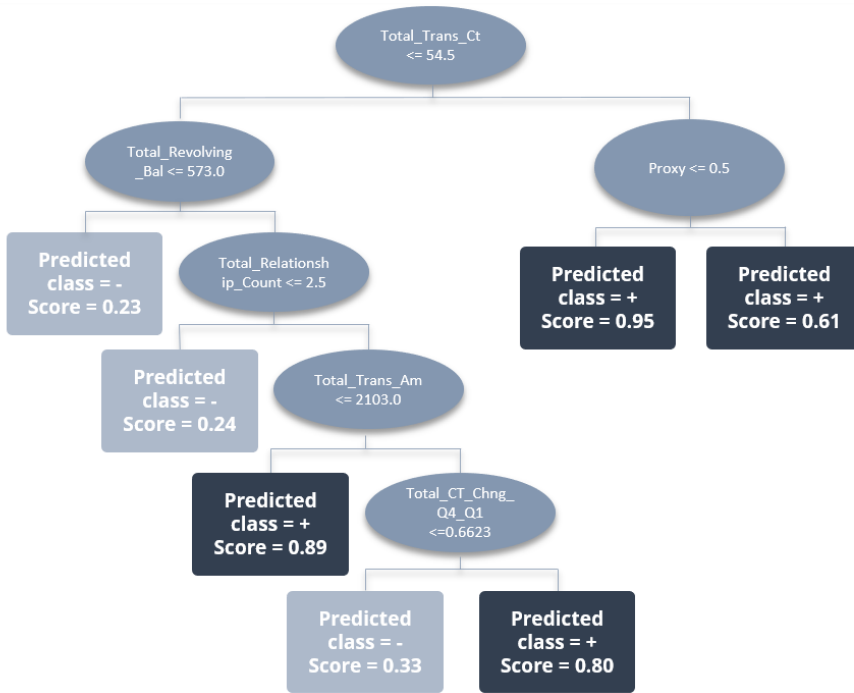 Total_Trans_Ct
<= 54.5
Total_Revolving
_Bal <= 573.0
Proxy <= 0.5
Predicted
class = -
Score = 0.23
Total_Relationsh
ip_Count <= 2.5
Predicted
class = +
Score = 0.95
Predicted
class = +
Score = 0.61
Predicted
class = -
Score = 0.24
Total_Trans_Am
<= 2103.0
Predicted
class = +
Score = 0.89
Total_CT_Chng_
Q4_Q1
<=0.6623
Predicted
class = -
Score = 0.33
Predicted
class = +
Score = 0.80